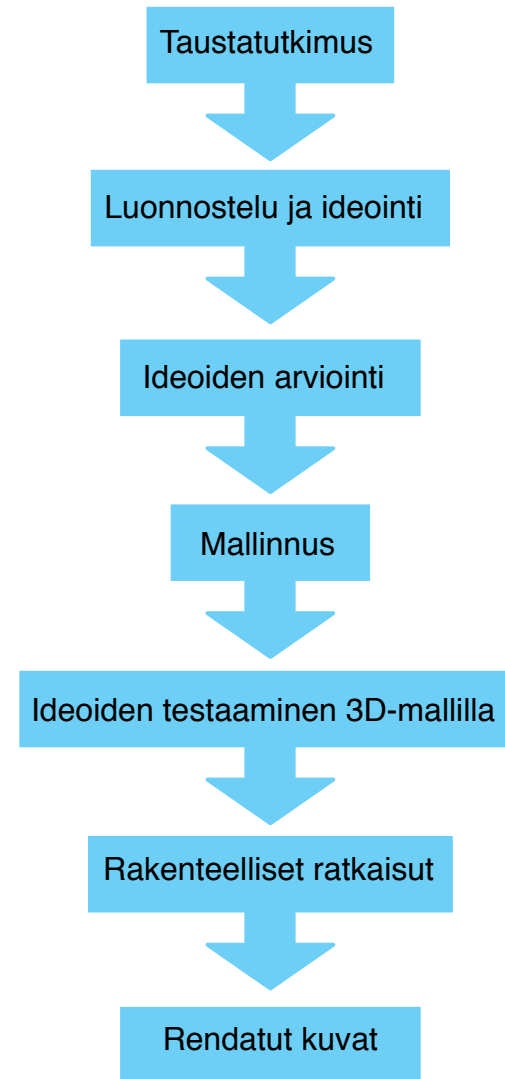 Taustatutkimus
Luonnostelu ja ideointi
Ideoiden arviointi
Mallinnus
Ideoiden testaaminen 3D-mallilla
Rakenteelliset ratkaisut
Rendatut kuvat